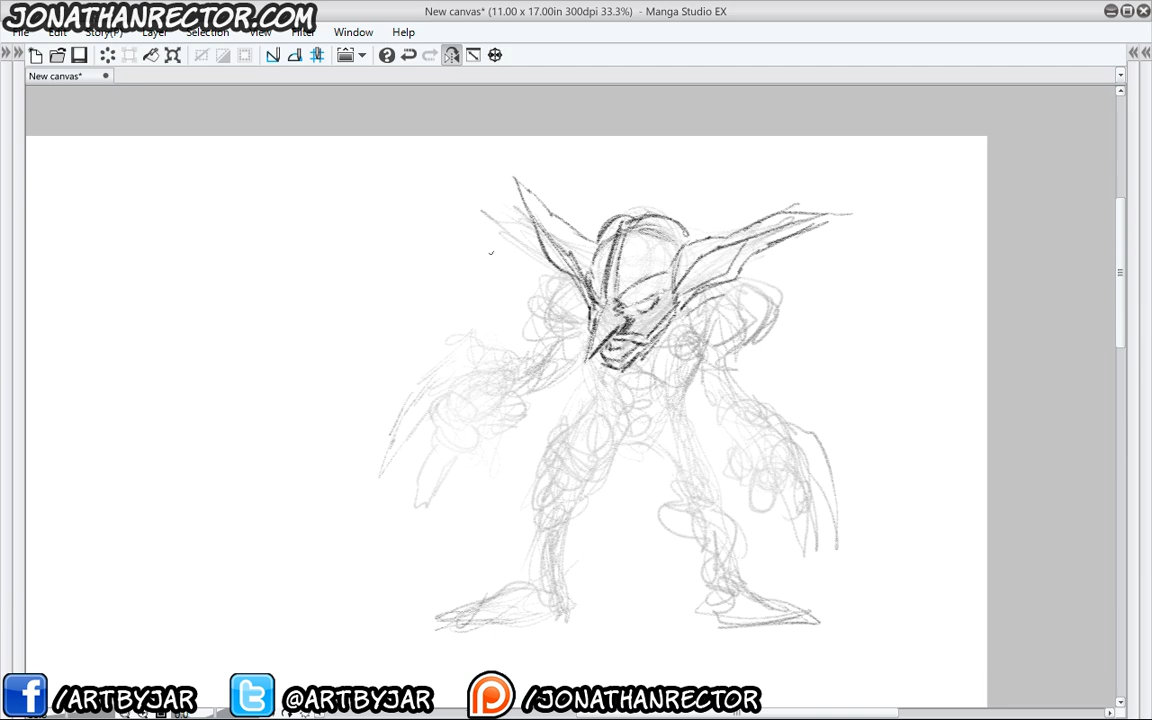 JONATHANRECTOR.COM
New canvas* (11.00 x 17.00in 300dpi 33.3%) - Manga Studio EX
File Edit Story(P) Layer Selection View Filter Window Help
New canvas*
/ARTBYJAR @ARTBYJAR /JONATHANRECTOR